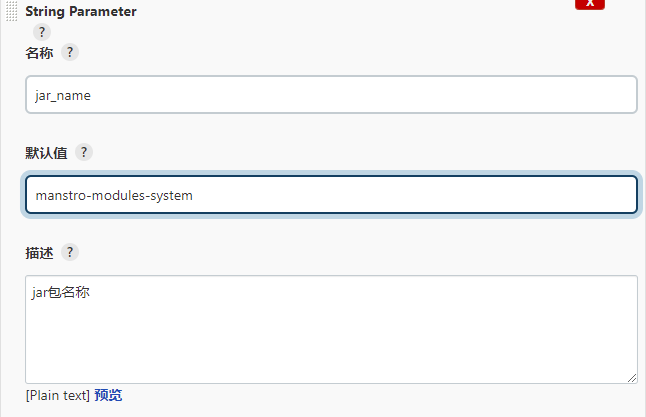 X
String Parameter
?
名称 ?
jar_name
默认值 ?
manstro-modules-system
描述 ?
jar包名称
[Plain text] 预览